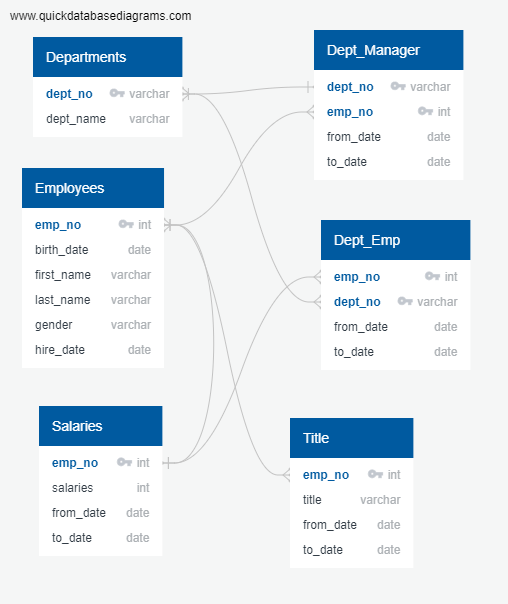 www.quickdatabasediagrams.com
Departments
dept_no varchar
dept_name varchar
Dept_Manager
dept_no varchar
emp_no int
from_date date
to_date date
Employees
emp_no int
birth_date date
first_name varchar
last_name varchar
gender varchar
hire_date date
Dept_Emp
emp_no int
dept_no varchar
from_date date
to_date date
Salaries
emp_no int
salaries int
from_date date
to_date date
Title
emp_no int
title varchar
from_date date
to_date date